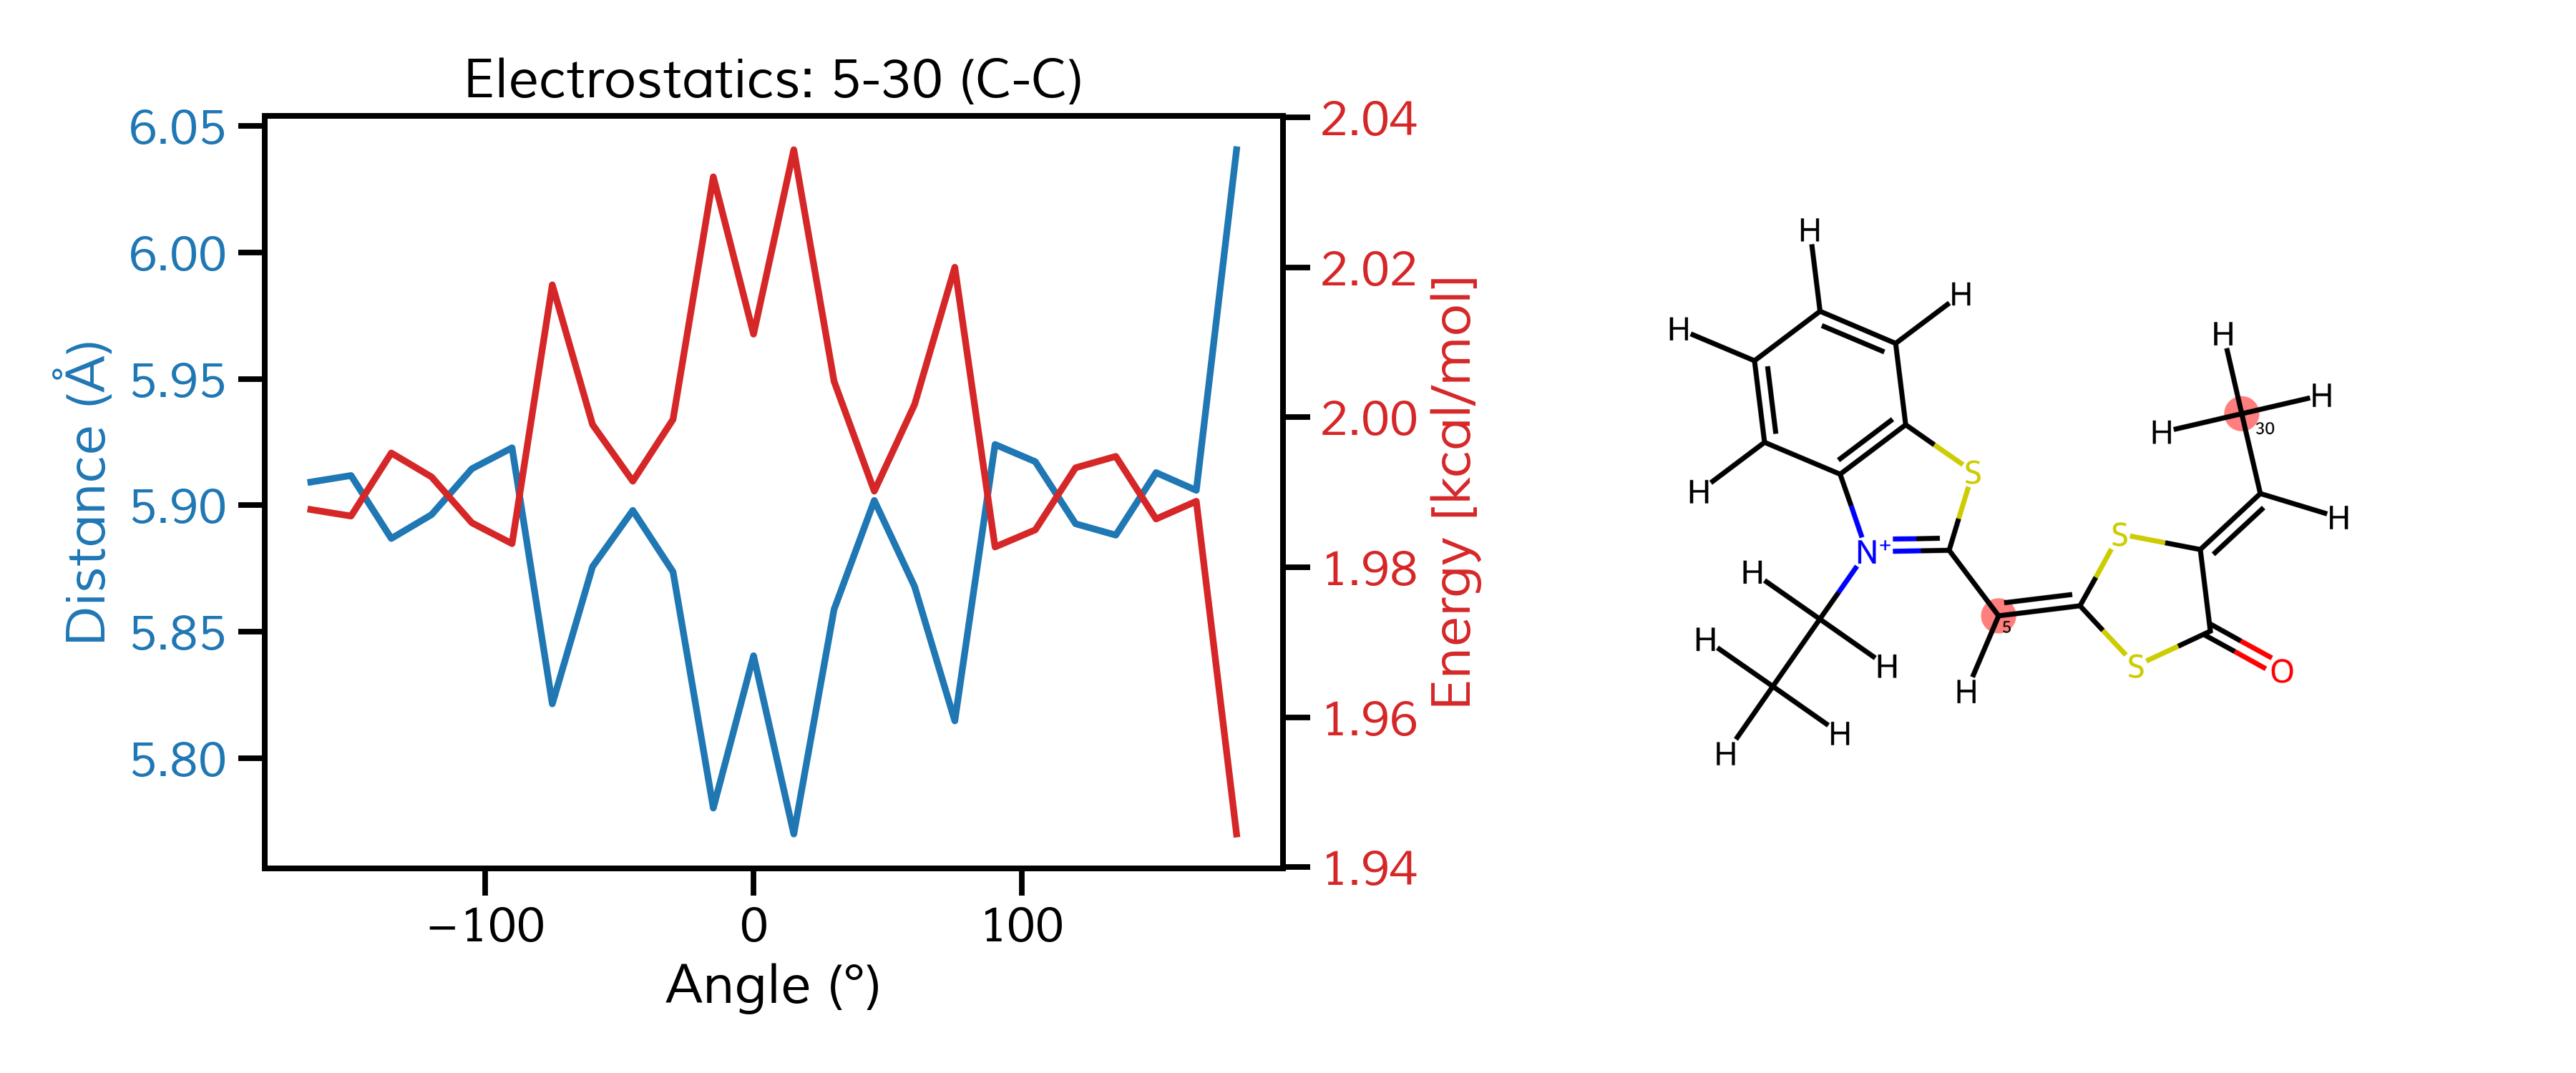 Electrostatics: 5-30 (C-C)
6.05
6.00
5.95
5.90
5.85
5.80
Distance (Å)
2.04
2.02
2.00
1.98
1.96
1.94
Energy [kcal/mol]
−100
0
100
Angle (°)
H
H
H
H
H
H
H
30
H
S
H
S
N⁺
H
5
H
H
S
O
H
H
H